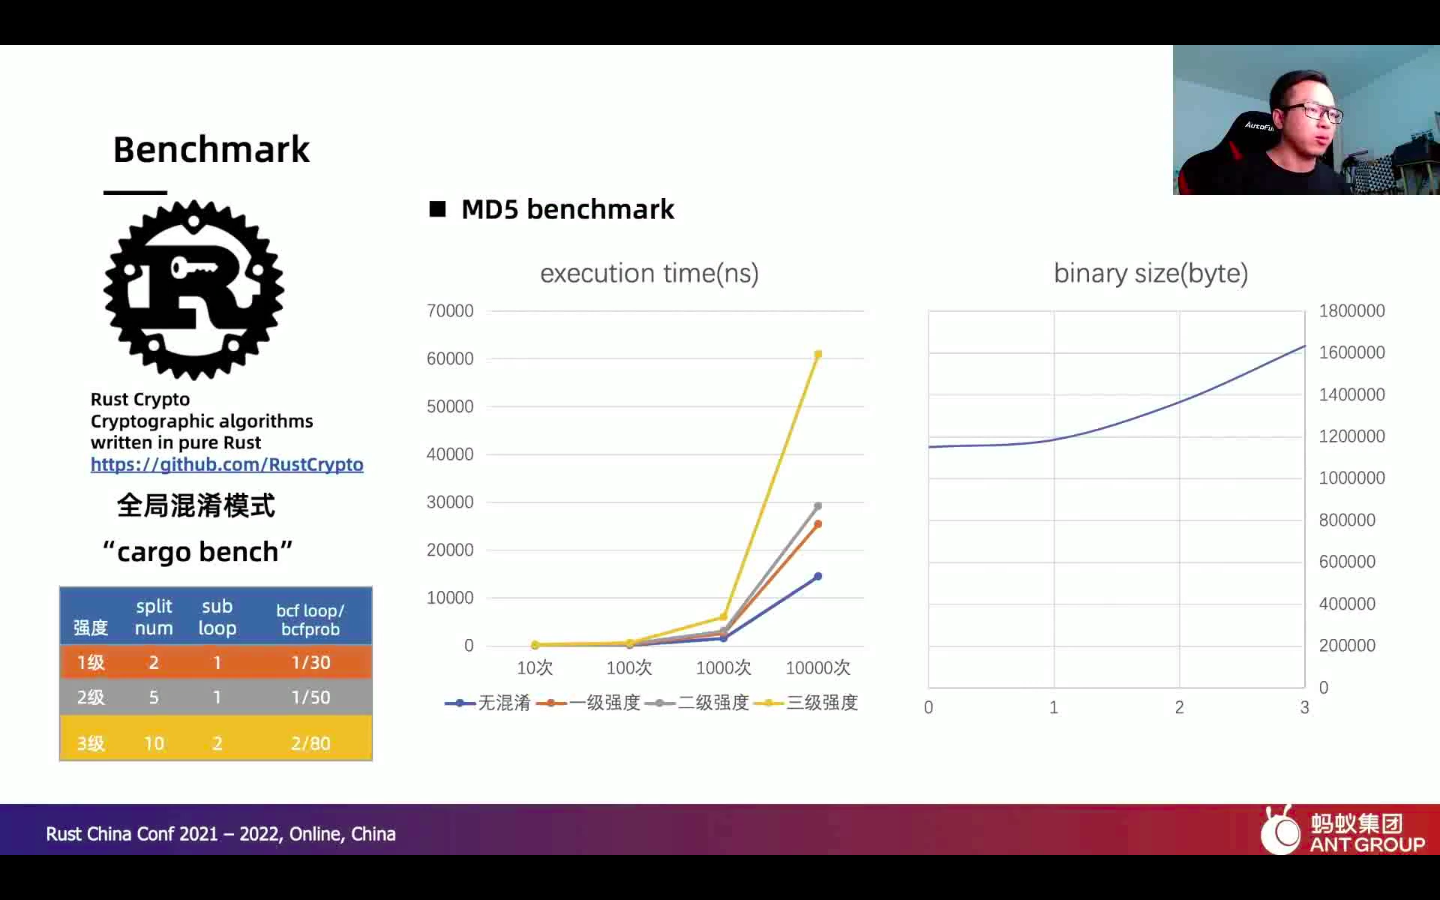 Benchmark
AutoFu
MD5 benchmark
execution time(ns)
binary size(byte)
70000
60000
50000
40000
30000
20000
10000
0
10次 100次 1000次 10000次
无混淆 一级强度 二级强度 三级强度
1800000
1600000
1400000
1200000
1000000
800000
600000
400000
200000
0
0 1 2 3
R
Rust Crypto
Cryptographic algorithms
written in pure Rust
https://github.com/RustCrypto
全局混淆模式
“cargo bench”
强度 split num sub loop bcf loop/ bcfprob
1级 2 1 1/30
2级 5 1 1/50
3级 10 2 2/80
Rust China Conf 2021 – 2022, Online, China
蚂蚁集团
ANT GROUP